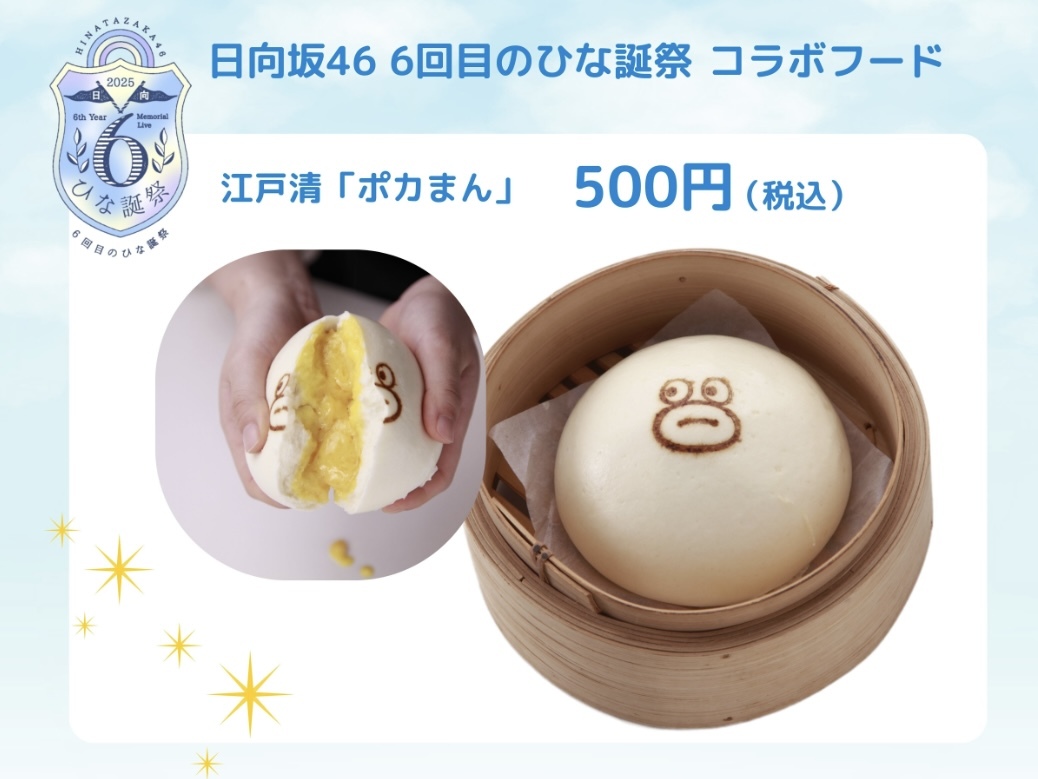 HINATAZAKA46
2025
日 向
6th Year
Memorial
Live
6
ひな誕祭
6回目のひな誕祭
日向坂46 6回目のひな誕祭 コラボフード
江戸清「ポカまん」 500円（税込）